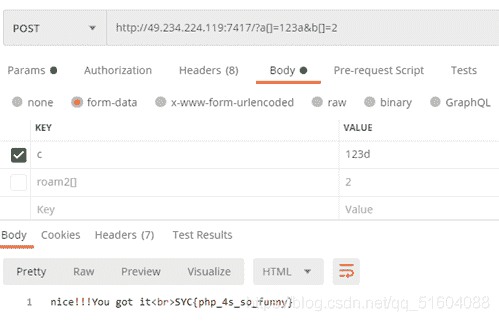 POST http://49.234.224.119:7417/?a[]=123a&b[]=2
Params Authorization Headers (8) Body Pre-request Script Tests
none form-data x-www-form-urlencoded raw binary GraphQL
KEY VALUE
c 123d
roam2[] 2
Key Value
Body Cookies Headers (7) Test Results
Pretty Raw Preview Visualize HTML
1 nice!!!You got it<br>SYC{php_4s_so_funny}
https://blog.csdn.net/qq_51604088